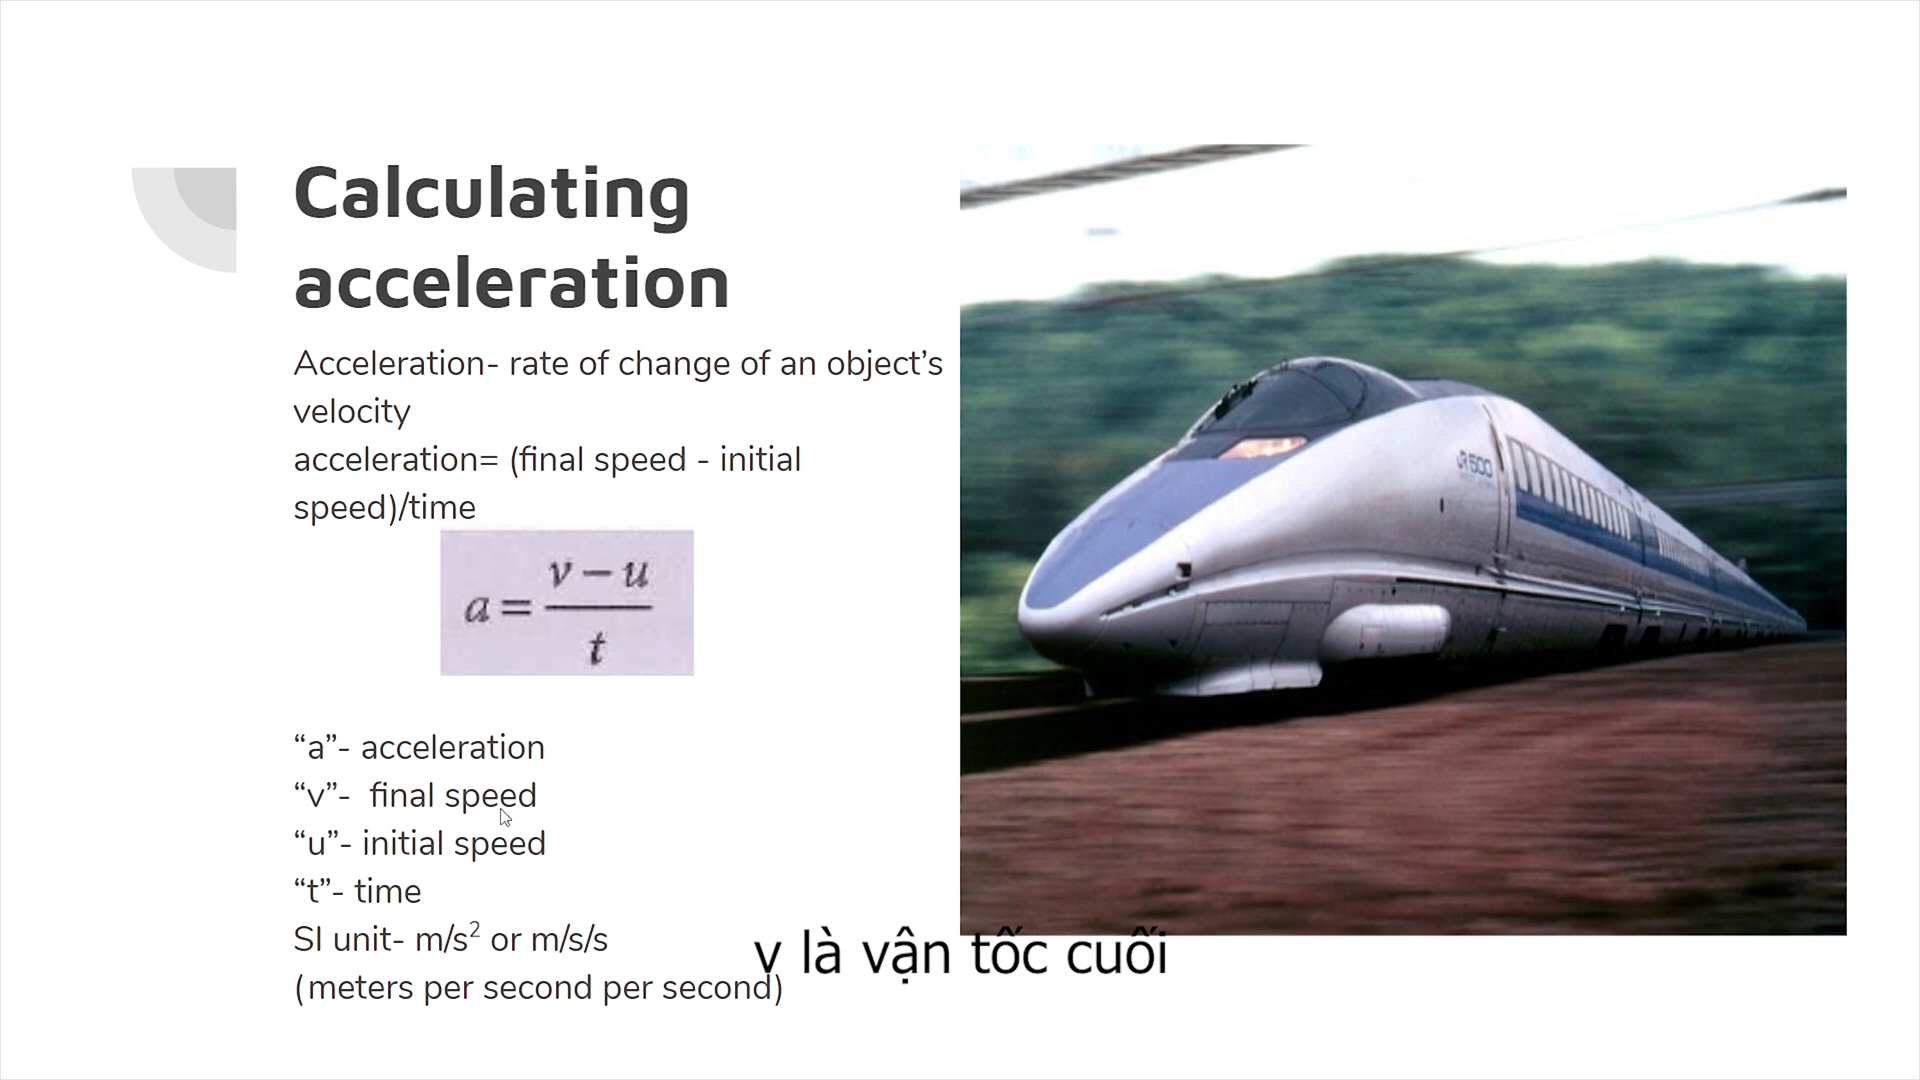 Calculating
acceleration
Acceleration- rate of change of an object’s
velocity
acceleration= (final speed - initial
speed)/time
a = v − u / t
“a”- acceleration
“v”-  final speed
“u”- initial speed
“t”- time
SI unit- m/s² or m/s/s
(meters per second per second)
v là vận tốc cuối
JR500